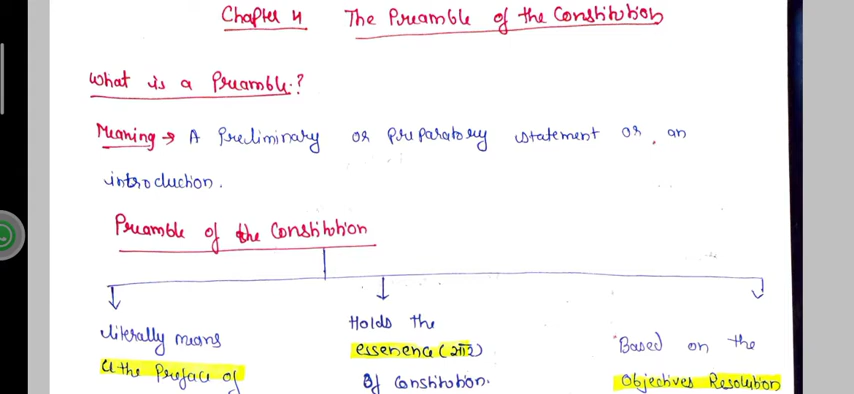 Chapter 4 The Preamble of the Constitution
What is a Preamble?
Meaning → A Preliminary or preparatory statement or an
introduction.
Preamble of the Constitution
literally means
the Preface of
Holds the
essenence (सार)
Of Constitution.
Based on the
Objectives Resolution